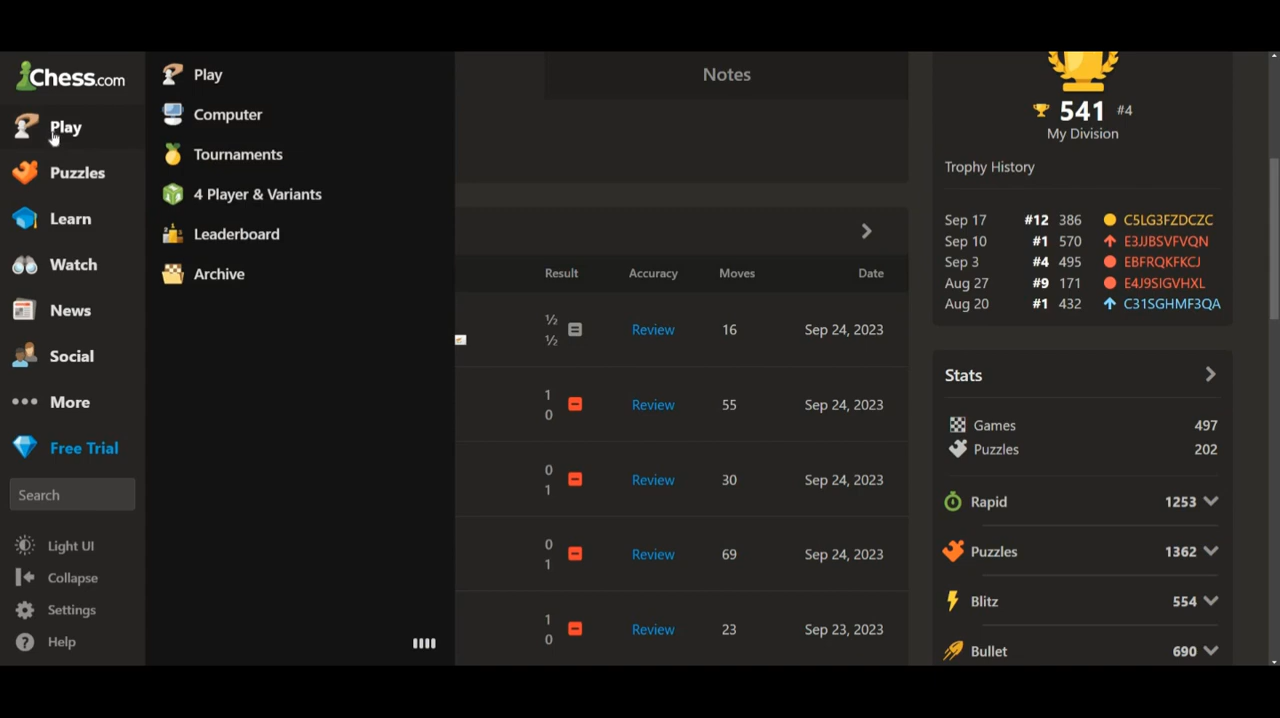 Chess.com
Play
Puzzles
Learn
Watch
News
Social
More
Free Trial
Search
Light UI
Collapse
Settings
Help
Play
Computer
Tournaments
4 Player & Variants
Leaderboard
Archive
Notes
Result Accuracy Moves Date
½
½ Review 16 Sep 24, 2023
1
0 Review 55 Sep 24, 2023
0
1 Review 30 Sep 24, 2023
0
1 Review 69 Sep 24, 2023
1
0 Review 23 Sep 23, 2023
541 #4
My Division
Trophy History
Sep 17 #12 386 C5LG3FZDCZC
Sep 10 #1 570 E3JJBSVFVQN
Sep 3 #4 495 EBFRQKFKCJ
Aug 27 #9 171 E4J9SIGVHXL
Aug 20 #1 432 C31SGHMF3QA
Stats
Games 497
Puzzles 202
Rapid 1253
Puzzles 1362
Blitz 554
Bullet 690